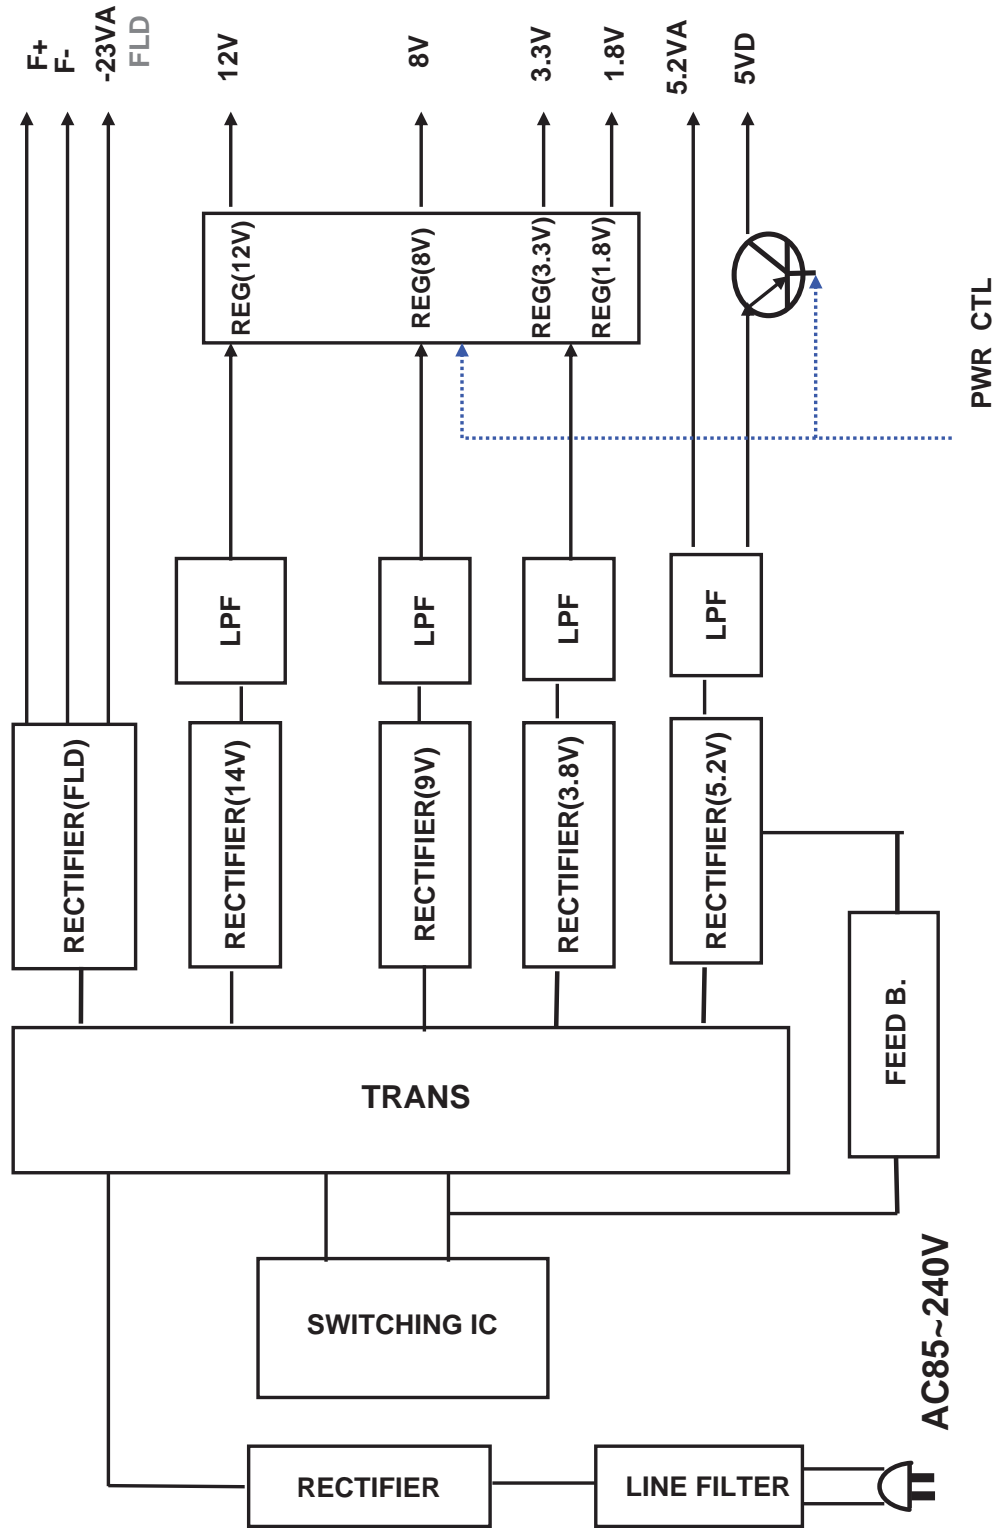 F+
F-
-23VA
FLD
12V
8V
3.3V
1.8V
5.2VA
5VD
REG(12V)
REG(8V)
REG(3.3V)
REG(1.8V)
PWR CTL
LPF
LPF
LPF
LPF
RECTIFIER(FLD)
RECTIFIER(14V)
RECTIFIER(9V)
RECTIFIER(3.8V)
RECTIFIER(5.2V)
TRANS
FEED B.
SWITCHING IC
AC85~240V
RECTIFIER
LINE FILTER